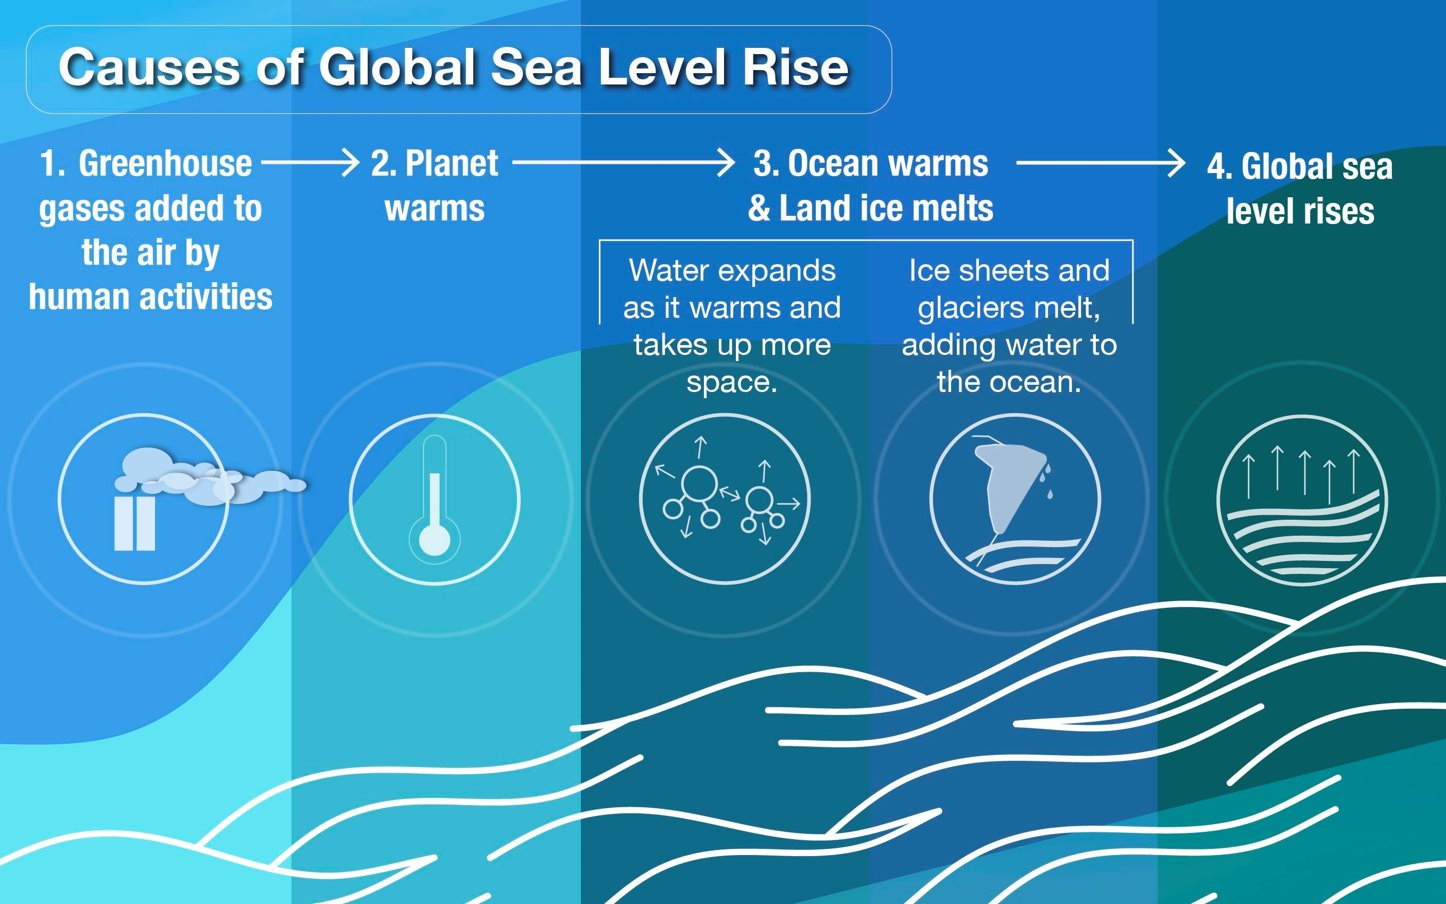 Causes of Global Sea Level Rise
1. Greenhouse
gases added to
the air by
human activities
2. Planet
warms
3. Ocean warms
& Land ice melts
Water expands
as it warms and
takes up more
space.
Ice sheets and
glaciers melt,
adding water to
the ocean.
4. Global sea
level rises